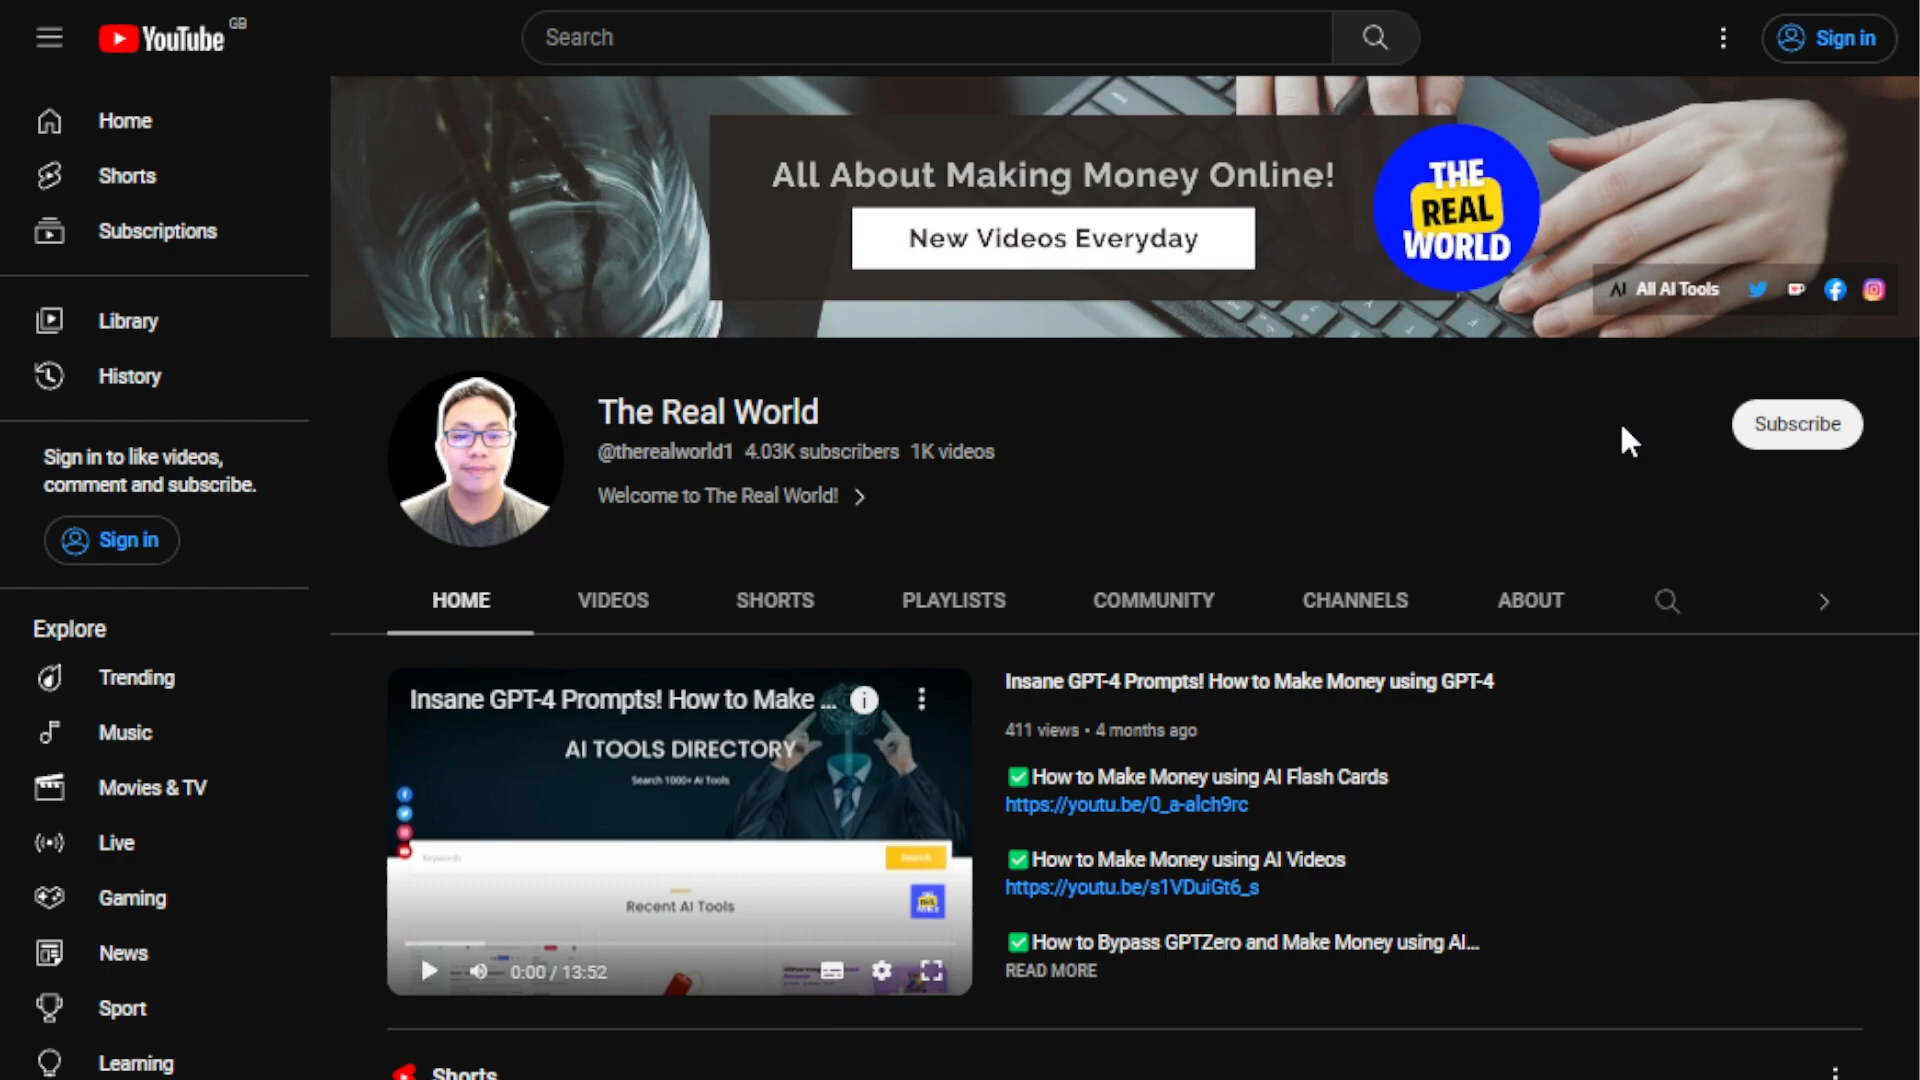 YouTube GB
Search
Sign in
Home
Shorts
Subscriptions
Library
History
Sign in to like videos,
comment and subscribe.
Sign in
Explore
Trending
Music
Movies & TV
Live
Gaming
News
Sport
Learning
All About Making Money Online!
New Videos Everyday
THE
REAL
WORLD
AI All AI Tools
The Real World
@therealworld1 4.03K subscribers 1K videos
Welcome to The Real World!
Subscribe
HOME VIDEOS SHORTS PLAYLISTS COMMUNITY CHANNELS ABOUT
Insane GPT-4 Prompts! How to Make ...
AI TOOLS DIRECTORY
Search 1000+ AI Tools
Keywords
Search
Recent AI Tools
0:00 / 13:52
Insane GPT-4 Prompts! How to Make Money using GPT-4
411 views • 4 months ago
✅How to Make Money using AI Flash Cards
https://youtu.be/0_a-alch9rc
✅How to Make Money using AI Videos
https://youtu.be/s1VDuiGt6_s
✅How to Bypass GPTZero and Make Money using AI...
READ MORE
Shorts